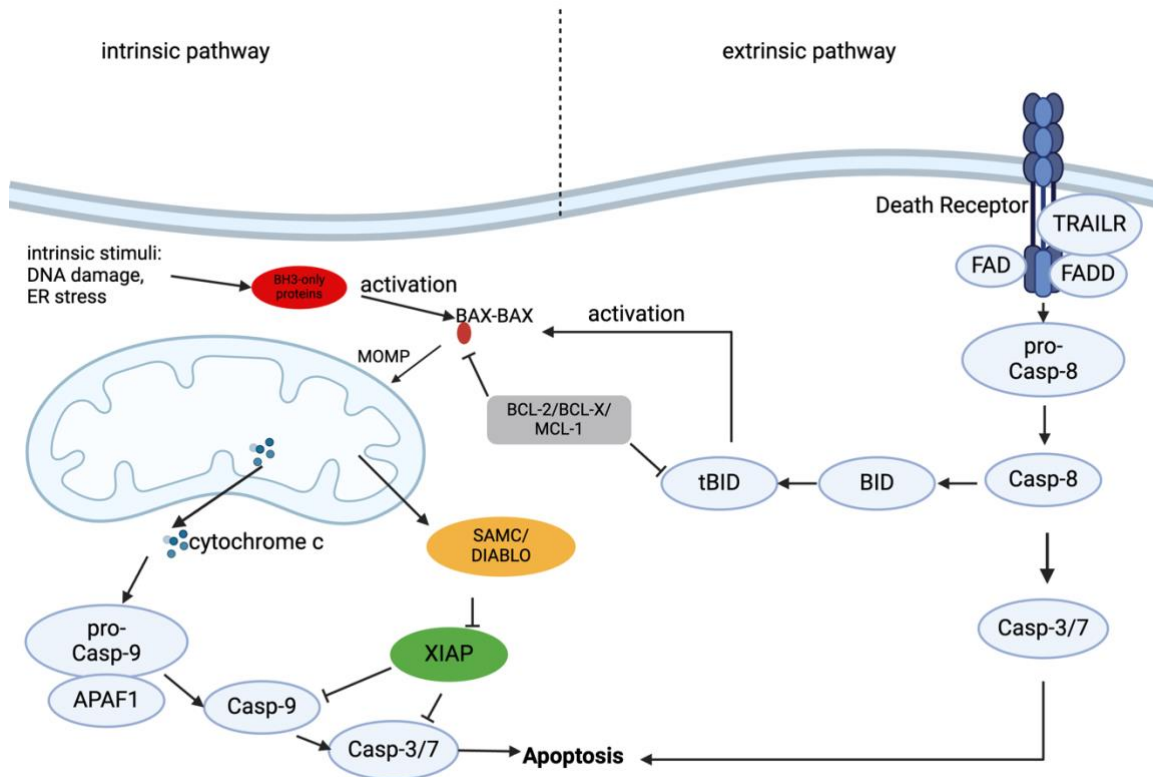 intrinsic pathway
extrinsic pathway
Death Receptor
TRAILR
FAD
FADD
intrinsic stimuli:
DNA damage,
ER stress
BH3-only
proteins
activation
BAX-BAX
activation
MOMP
pro-
Casp-8
BCL-2/BCL-X/
MCL-1
tBID
BID
Casp-8
cytochrome c
SAMC/
DIABLO
pro-
Casp-9
APAF1
XIAP
Casp-3/7
Casp-9
Casp-3/7
Apoptosis